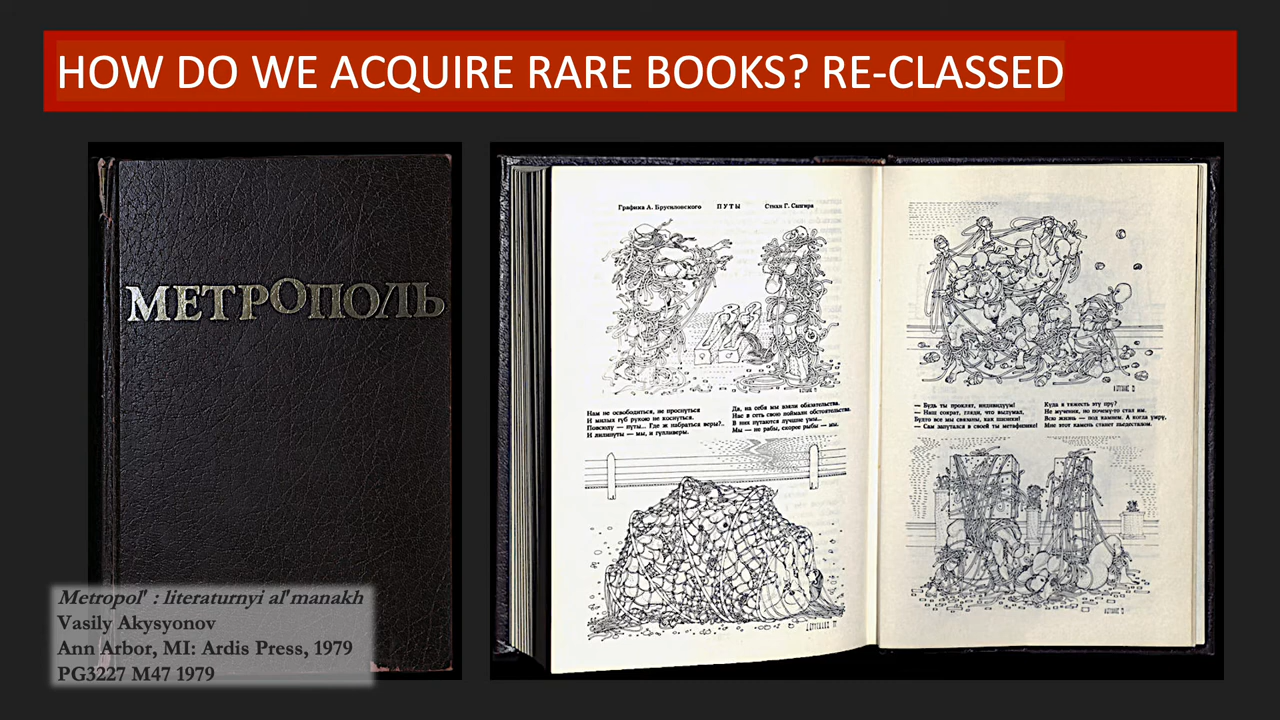 HOW DO WE ACQUIRE RARE BOOKS? RE-CLASSED
МЕТРОПОЛЬ
Metropolʹ : literaturnyi alʹmanakh
Vasily Akysyonov
Ann Arbor, MI: Ardis Press, 1979
PG3227 M47 1979
Графика А. Брусиловского ПУТЫ Стихи Г. Сапгира
Нам не освободиться, не проснуться
И милых губ рукою не коснуться.
Повсюду — путы... Где ж набраться веры?..
И лилипуты — мы, и гулливеры.
Да, на себя мы взяли обязательства.
Нас в сеть свою поймали обстоятельства.
В них путаются лучшие умы...
Мы — не рабы, скорее рыбы — мы.
— Будь ты проклят, индивидуум!
— Наш сократ, гляди, что выдумал,
Будто все мы связаны, как щпионки!
— Сам запутался в своей ты метафизике!
Куда в тяжесть эту пру?
Не мученик, но почему-то стал им.
Всю жизнь — под камнем. А когда умру,
Мне этот камень станет пьедесталом.